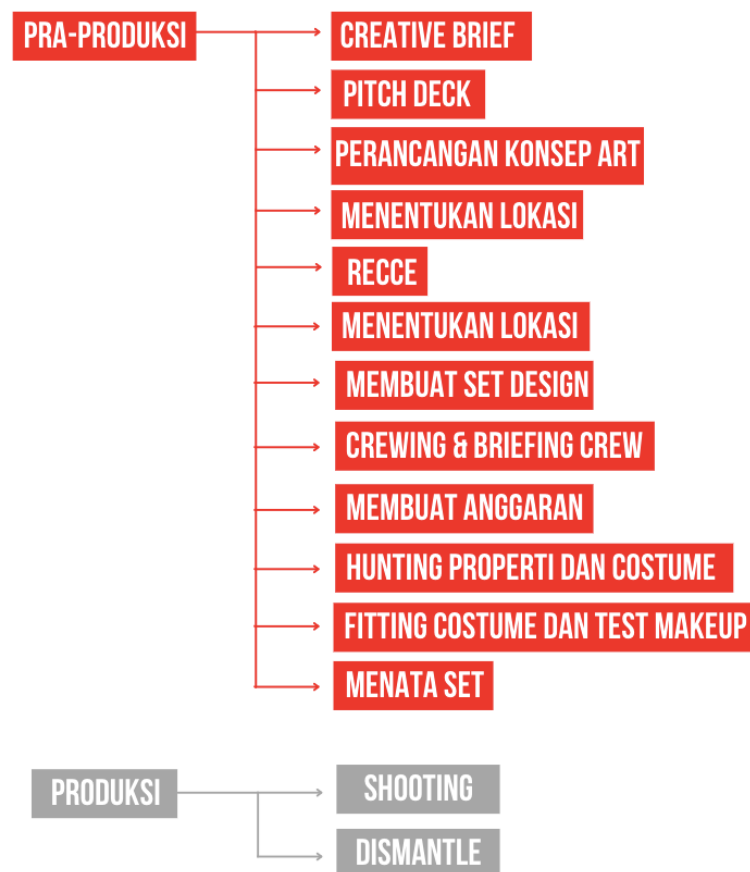 PRA-PRODUKSI
CREATIVE BRIEF
PITCH DECK
PERANCANGAN KONSEP ART
MENENTUKAN LOKASI
RECCE
MENENTUKAN LOKASI
MEMBUAT SET DESIGN
CREWING & BRIEFING CREW
MEMBUAT ANGGARAN
HUNTING PROPERTI DAN COSTUME
FITTING COSTUME DAN TEST MAKEUP
MENATA SET
PRODUKSI
SHOOTING
DISMANTLE